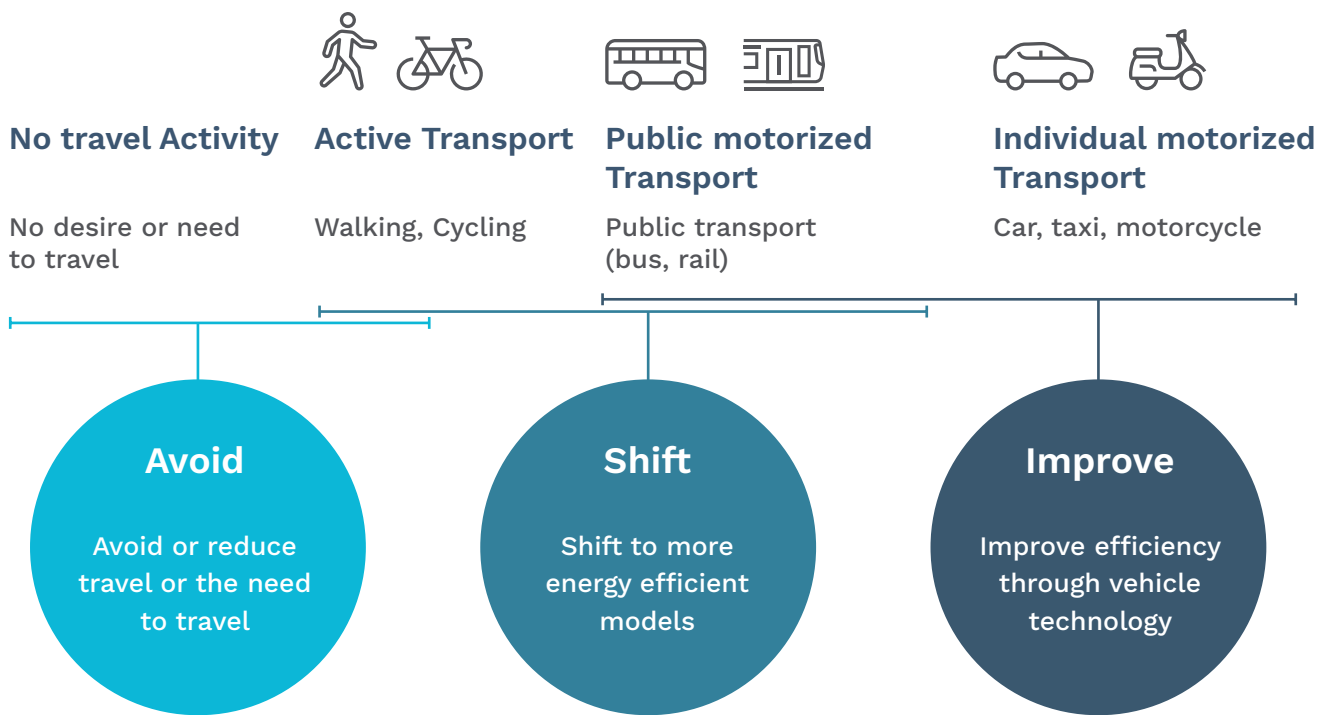 No travel Activity
No desire or need
to travel
Active Transport
Walking, Cycling
Public motorized
Transport
Public transport
(bus, rail)
Individual motorized
Transport
Car, taxi, motorcycle
Avoid
Avoid or reduce
travel or the need
to travel
Shift
Shift to more
energy efficient
models
Improve
Improve efficiency
through vehicle
technology